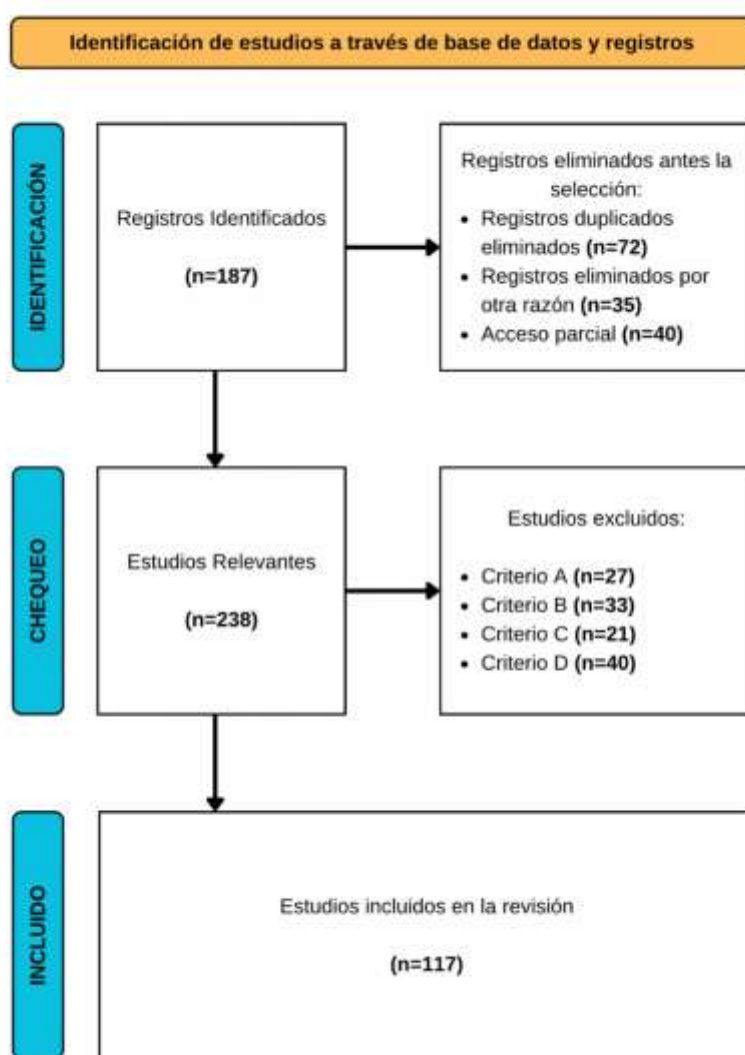 Identificación de estudios a través de base de datos y registros
IDENTIFICACIÓN
Registros Identificados
(n=187)
Registros eliminados antes la
selección:
• Registros duplicados
eliminados (n=72)
• Registros eliminados por
otra razón (n=35)
• Acceso parcial (n=40)
CHEQUEO
Estudios Relevantes
(n=238)
Estudios excluidos:
• Criterio A (n=27)
• Criterio B (n=33)
• Criterio C (n=21)
• Criterio D (n=40)
INCLUIDO
Estudios incluidos en la revisión
(n=117)